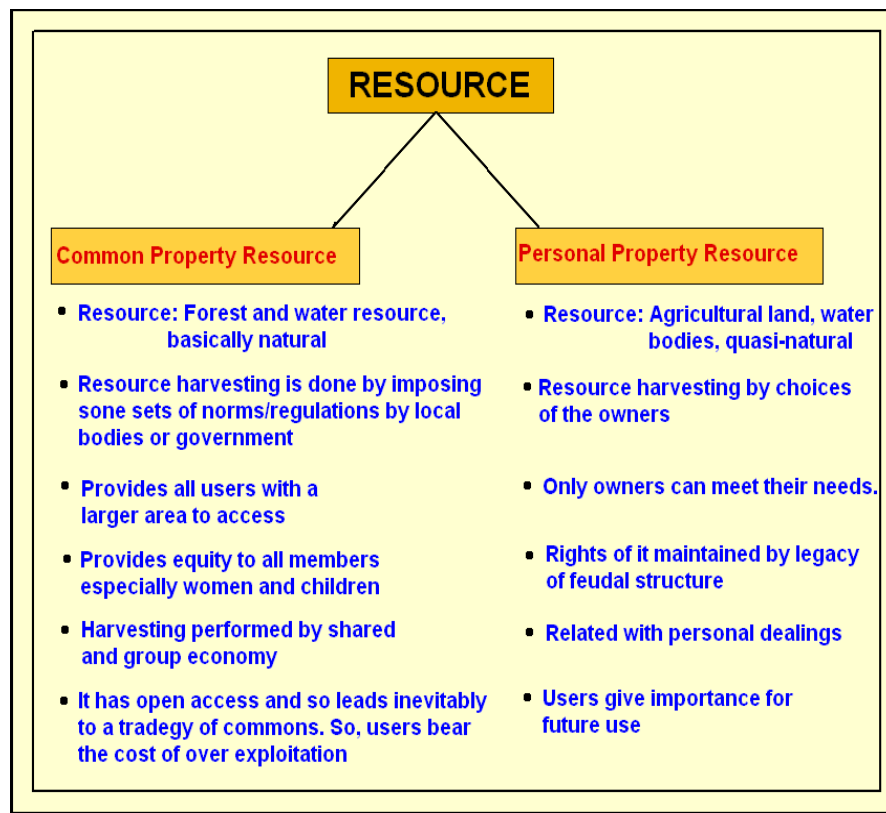 RESOURCE
Common Property Resource
▪ Resource: Forest and water resource,
basically natural
▪ Resource harvesting is done by imposing
sone sets of norms/regulations by local
bodies or government
▪ Provides all users with a
larger area to access
▪ Provides equity to all members
especially women and children
▪ Harvesting performed by shared
and group economy
▪ It has open access and so leads inevitably
to a tradegy of commons. So, users bear
the cost of over exploitation
Personal Property Resource
▪ Resource: Agricultural land, water
bodies, quasi-natural
▪ Resource harvesting by choices
of the owners
▪ Only owners can meet their needs.
▪ Rights of it maintained by legacy
of feudal structure
▪ Related with personal dealings
▪ Users give importance for
future use